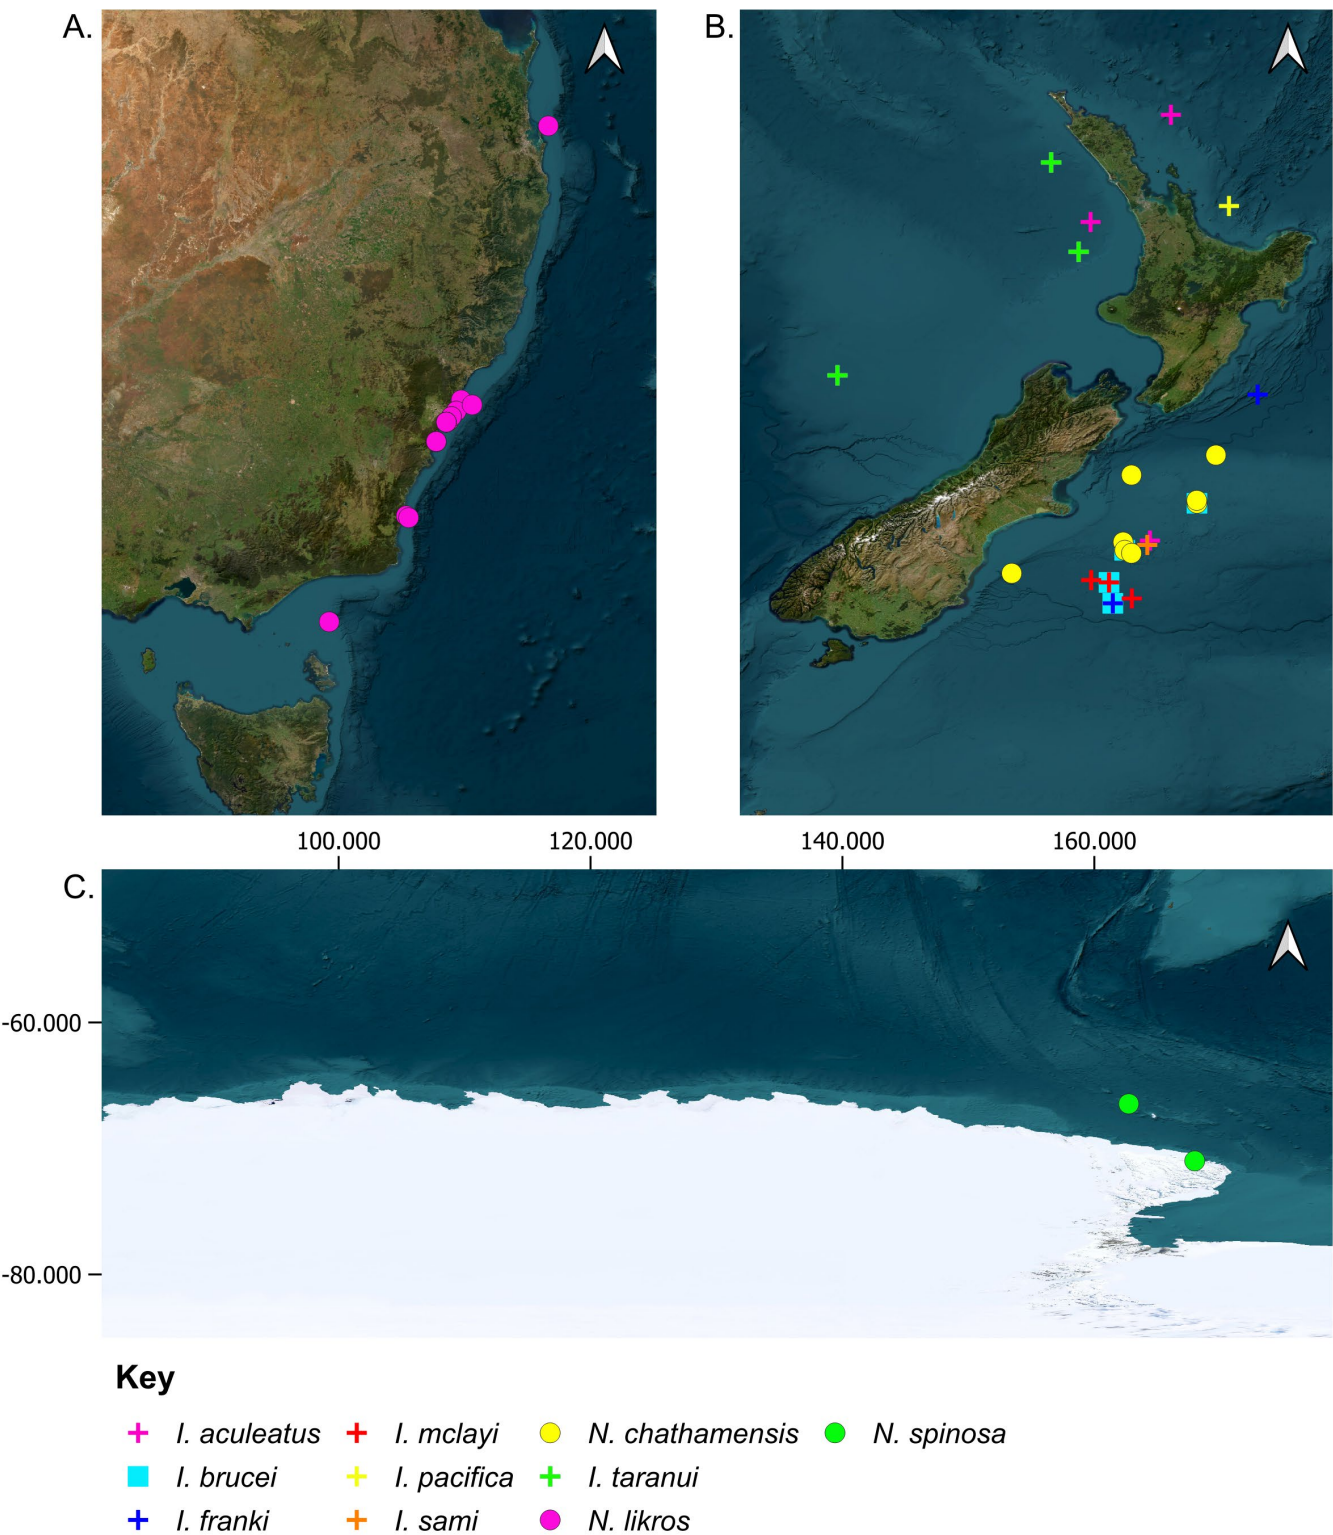 A.
B.
100.000 120.000 140.000 160.000
C.
-60.000
-80.000
Key
I. aculeatus I. mclayi N. chathamensis N. spinosa
I. brucei I. pacifica I. taranui
I. franki I. sami N. likros